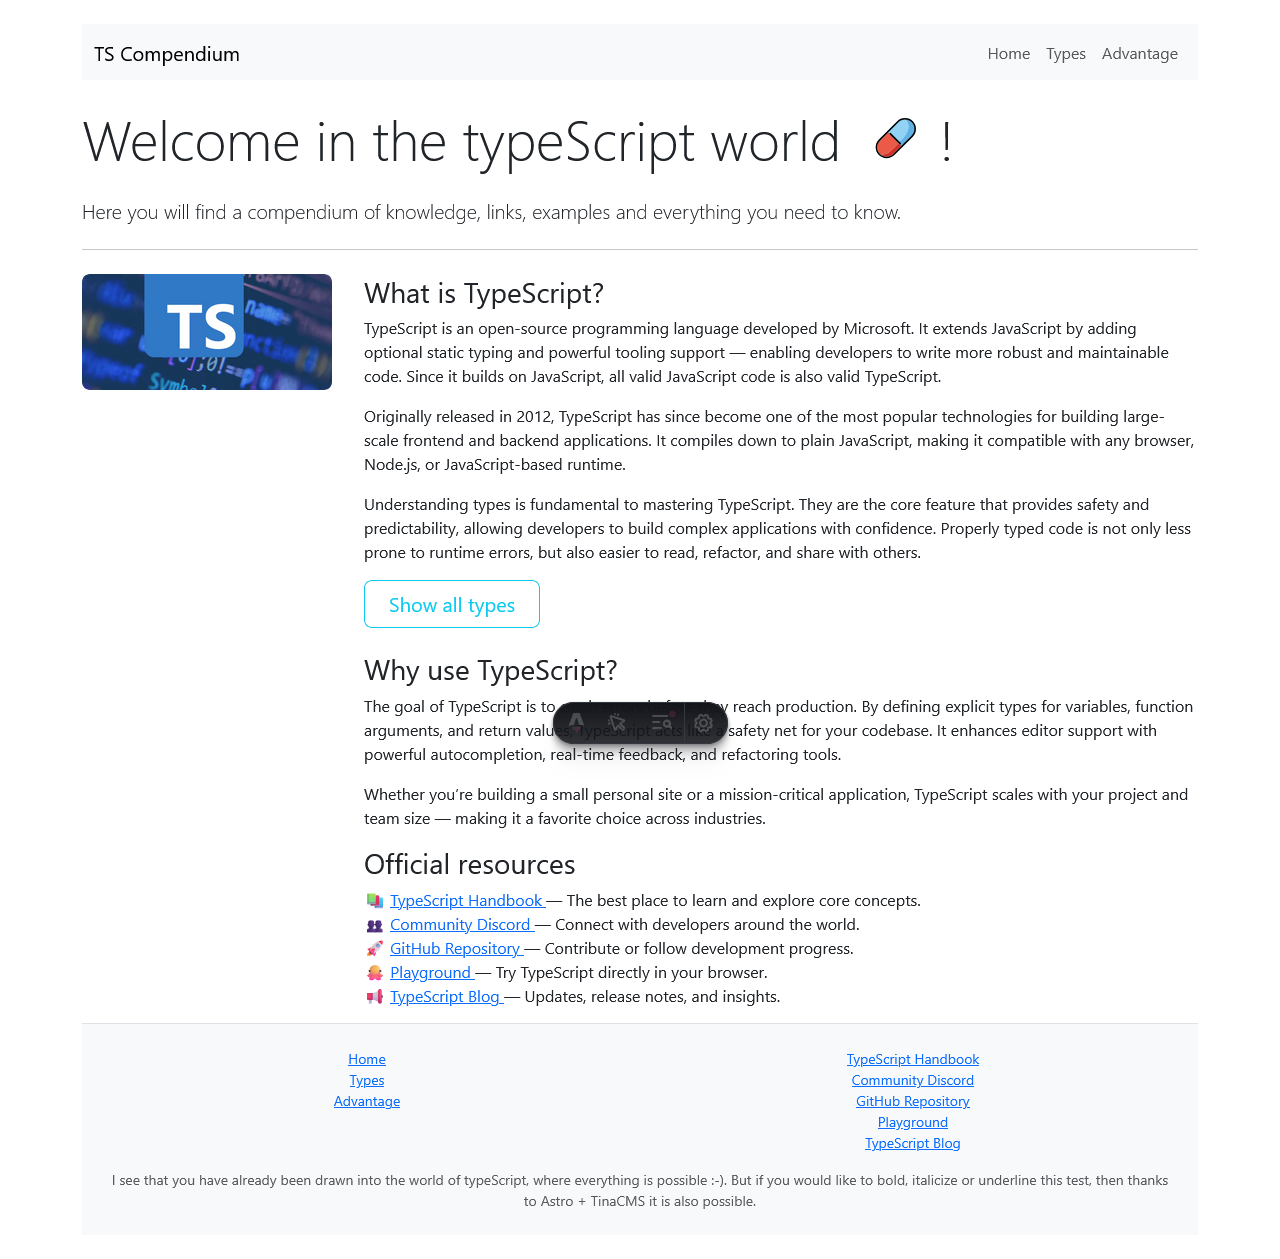 TS Compendium
Home Types Advantage
Welcome in the typeScript world 💊 !
Here you will find a compendium of knowledge, links, examples and everything you need to know.
TS
name=
],0!=
Symbol
What is TypeScript?
TypeScript is an open-source programming language developed by Microsoft. It extends JavaScript by adding
optional static typing and powerful tooling support — enabling developers to write more robust and maintainable
code. Since it builds on JavaScript, all valid JavaScript code is also valid TypeScript.
Originally released in 2012, TypeScript has since become one of the most popular technologies for building large-
scale frontend and backend applications. It compiles down to plain JavaScript, making it compatible with any browser,
Node.js, or JavaScript-based runtime.
Understanding types is fundamental to mastering TypeScript. They are the core feature that provides safety and
predictability, allowing developers to build complex applications with confidence. Properly typed code is not only less
prone to runtime errors, but also easier to read, refactor, and share with others.
Show all types
Why use TypeScript?
The goal of TypeScript is to reach production. By defining explicit types for variables, function
arguments, and return values, TypeScript acts like a safety net for your codebase. It enhances editor support with
powerful autocompletion, real-time feedback, and refactoring tools.
Whether you’re building a small personal site or a mission-critical application, TypeScript scales with your project and
team size — making it a favorite choice across industries.
Official resources
📚 TypeScript Handbook — The best place to learn and explore core concepts.
👥 Community Discord — Connect with developers around the world.
🚀 GitHub Repository — Contribute or follow development progress.
Playground — Try TypeScript directly in your browser.
📢 TypeScript Blog — Updates, release notes, and insights.
Home
Types
Advantage
TypeScript Handbook
Community Discord
GitHub Repository
Playground
TypeScript Blog
I see that you have already been drawn into the world of typeScript, where everything is possible :-). But if you would like to bold, italicize or underline this test, then thanks
to Astro + TinaCMS it is also possible.